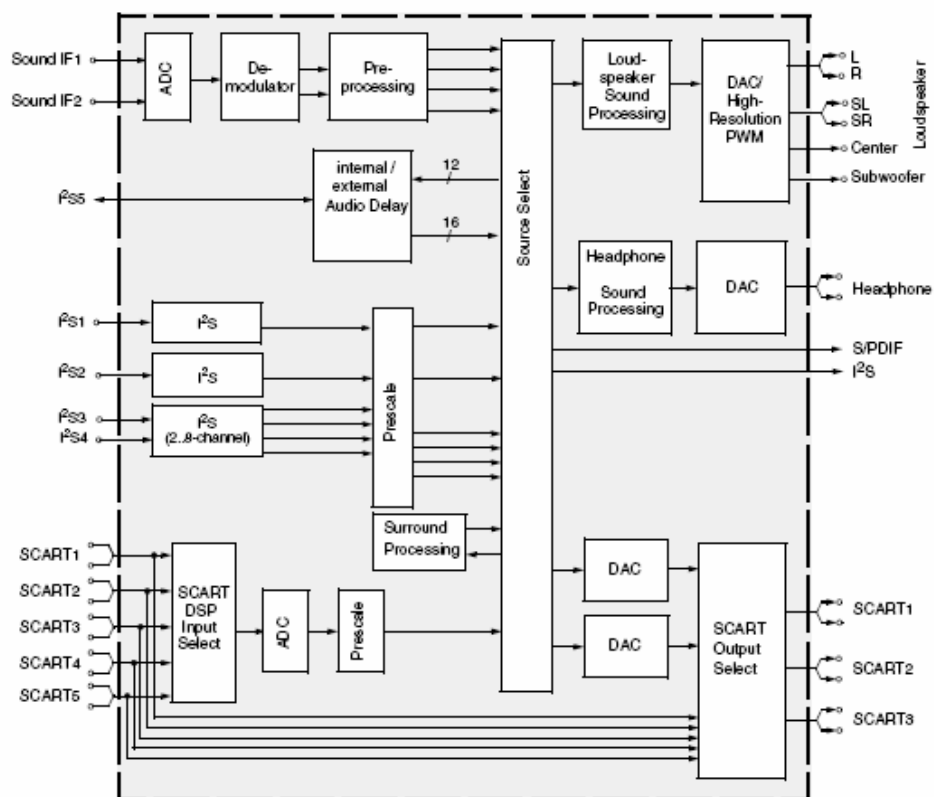 Sound IF1
Sound IF2
ADC
De-
modulator
Pre-
processing
Source Select
Loud-
speaker
Sound
Processing
DAC/
High-
Resolution
PWM
L
R
SL
SR
Center
Subwoofer
Loudspeaker
I²S5
internal /
external
Audio Delay
12
16
Headphone
Sound
Processing
DAC
Headphone
S/PDIF
I²S
I²S1
I²S
I²S2
I²S
I²S3
I²S4
I²S
(2..8-channel)
Prescale
Surround
Processing
SCART1
SCART2
SCART3
SCART4
SCART5
SCART
DSP
Input
Select
ADC
Prescale
DAC
DAC
SCART
Output
Select
SCART1
SCART2
SCART3